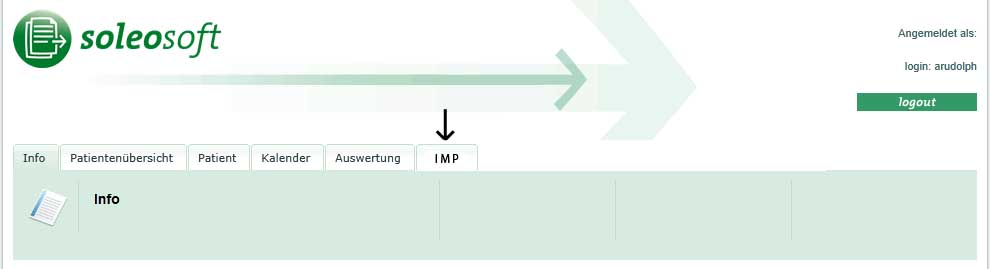 soleosoft
Angemeldet als:
login: arudolph
logout
Info Patientenübersicht Patient Kalender Auswertung IMP
Info